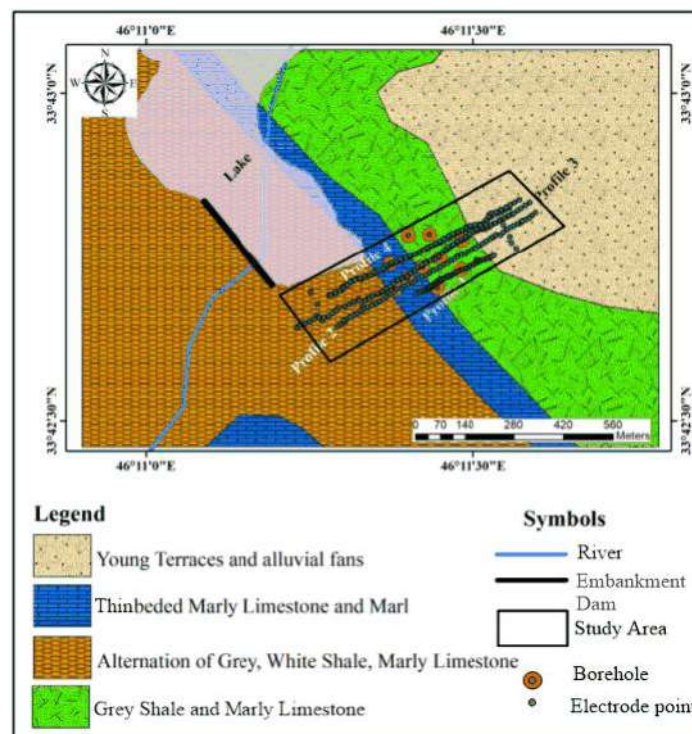 46°11'0"E 46°11'30"E
N
W E
S
33°43'0"N 33°43'0"N
Lake
Profile 3
Profile 4
Profile
Profile 2
33°42'30"N 33°42'30"N
0 70 140 280 420 560
Meters
46°11'0"E 46°11'30"E
Legend
Young Terraces and alluvial fans
Thinbeded Marly Limestone and Marl
Alternation of Grey, White Shale, Marly Limestone
Grey Shale and Marly Limestone
Symbols
River
Embankment
Dam
Study Area
Borehole
Electrode point